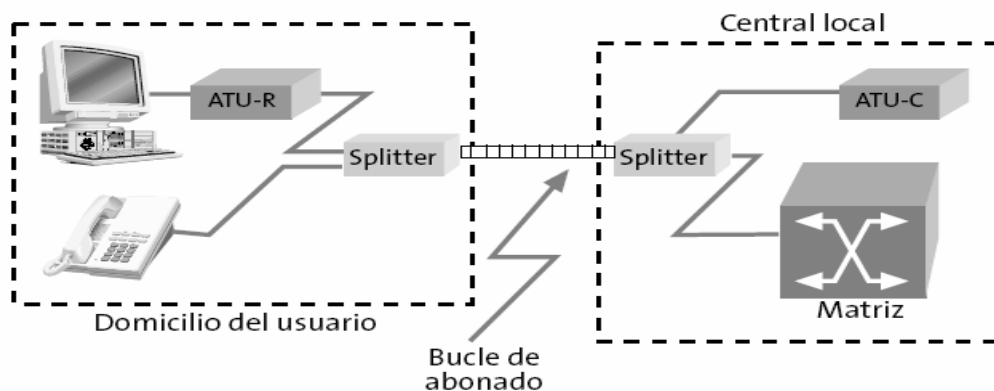 Central local
ATU-R
ATU-C
Splitter
Splitter
Matriz
Domicilio del usuario
Bucle de
abonado